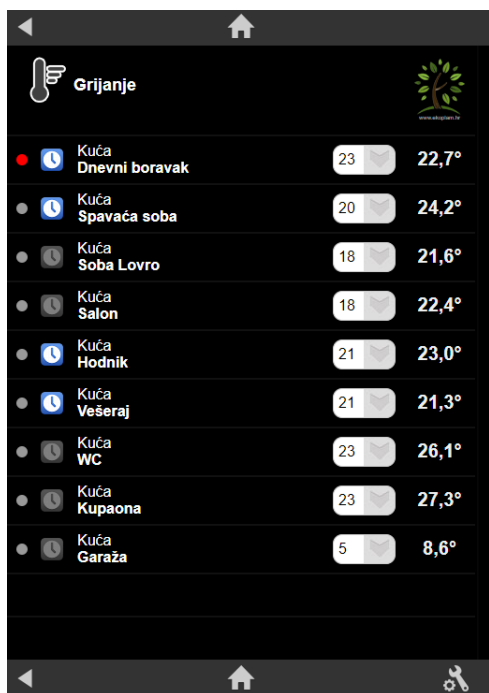 Grijanje
www.ekoplam.hr
Kuća
Dnevni boravak
23
22,7°
Kuća
Spavaća soba
20
24,2°
Kuća
Soba Lovro
18
21,6°
Kuća
Salon
18
22,4°
Kuća
Hodnik
21
23,0°
Kuća
Vešeraj
21
21,3°
Kuća
WC
23
26,1°
Kuća
Kupaona
23
27,3°
Kuća
Garaža
5
8,6°